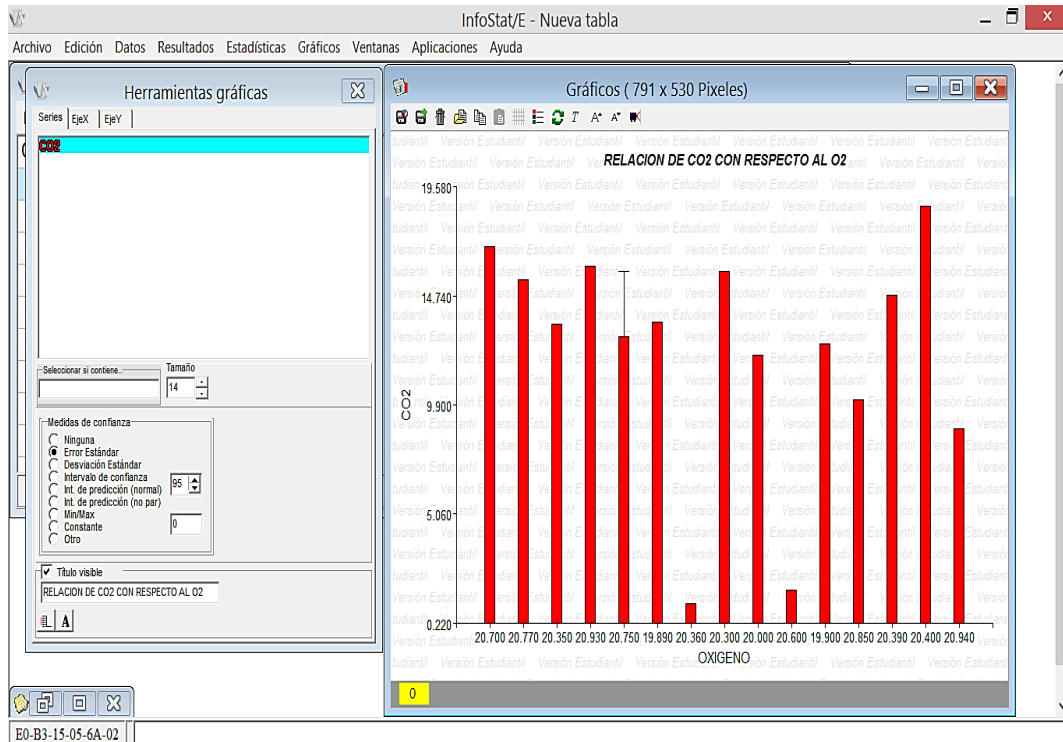 InfoStat/E - Nueva tabla
Archivo Edición Datos Resultados Estadísticas Gráficos Ventanas Aplicaciones Ayuda
Herramientas gráficas
Series EjeX EjeY
CO2
Seleccionar si contiene..
Tamaño
14
Medidas de confianza
Ninguna
Error Estándar
Desviación Estándar
Intervalo de confianza
Int. de predicción (normal)
95
Int. de predicción (no par)
Min/Max
Constante
0
Otro
Título visible
RELACION DE CO2 CON RESPECTO AL O2
A
Gráficos ( 791 x 530 Pixeles)
T A A
Versión Estudiantil
RELACION DE CO2 CON RESPECTO AL O2
19.580
14.740
9.900
5.060
0.220
CO2
20.700 20.770 20.350 20.930 20.750 19.890 20.360 20.300 20.000 20.600 19.900 20.850 20.390 20.400 20.940
OXIGENO
0
E0-B3-15-05-6A-02